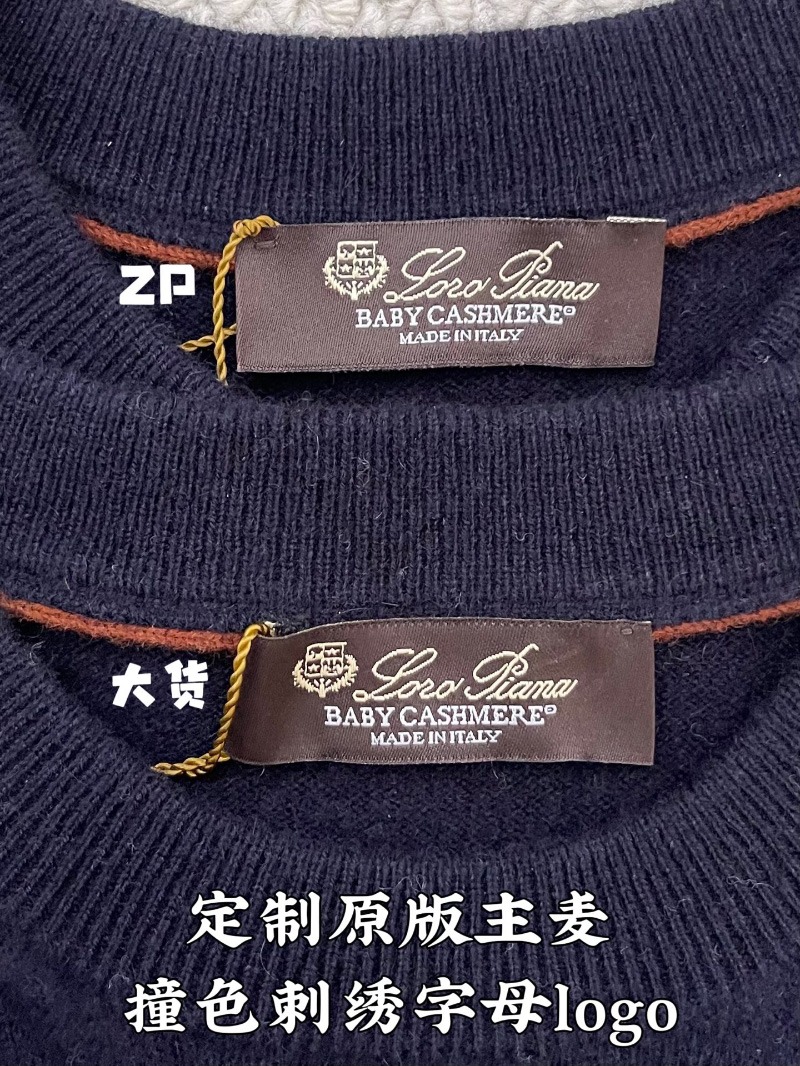 ZP
Loro Piana
BABY CASHMERE®
MADE IN ITALY
大货
Loro Piana
BABY CASHMERE®
MADE IN ITALY
定制原版主麦
撞色刺绣字母logo